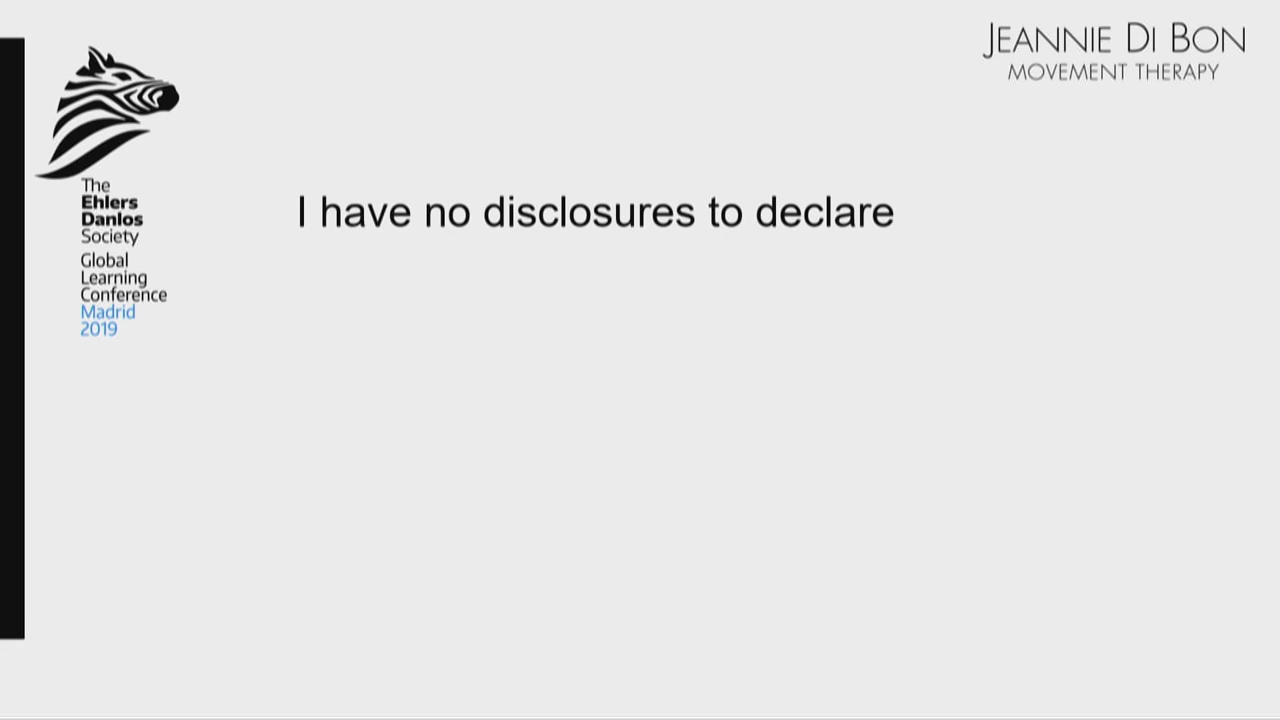 JEANNIE DI BON
MOVEMENT THERAPY
The
Ehlers
Danlos
Society
Global
Learning
Conference
Madrid
2019
I have no disclosures to declare